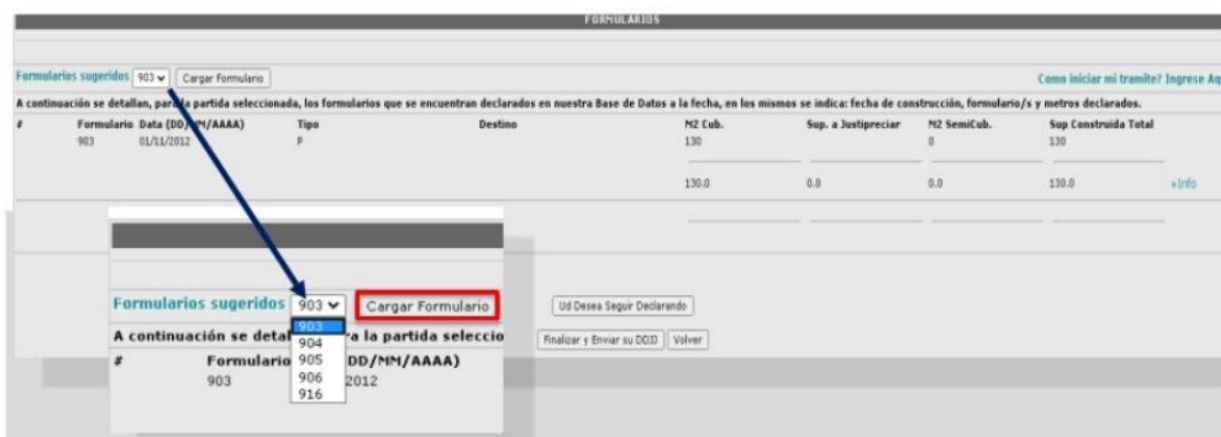 FORMULARIOS
Formularios sugeridos 903 Cargar Formulario Como iniciar mi tramite? Ingrese Aq
A continuación se detallan, para la partida seleccionada, los formularios que se encuentran declarados en nuestra Base de Datos a la fecha, en los mismos se indica: fecha de construcción, formulario/s y metros declarados.
# Formulario Data (DD/MM/AAAA) Tipo Destino M2 Cub. Sup. a Justipreciar M2 SemiCub. Sup Construida Total
903 01/11/2012 P 130 0 130
130.0 0.0 0.0 130.0 +Info
Formularios sugeridos 903 Cargar Formulario
903
904
905
906
916
A continuación se detal a la partida seleccio
# Formulario DD/MM/AAAA)
903 2012
Ud Desea Seguir Declarando
Finalizar y Enviar su DDJJ Volver